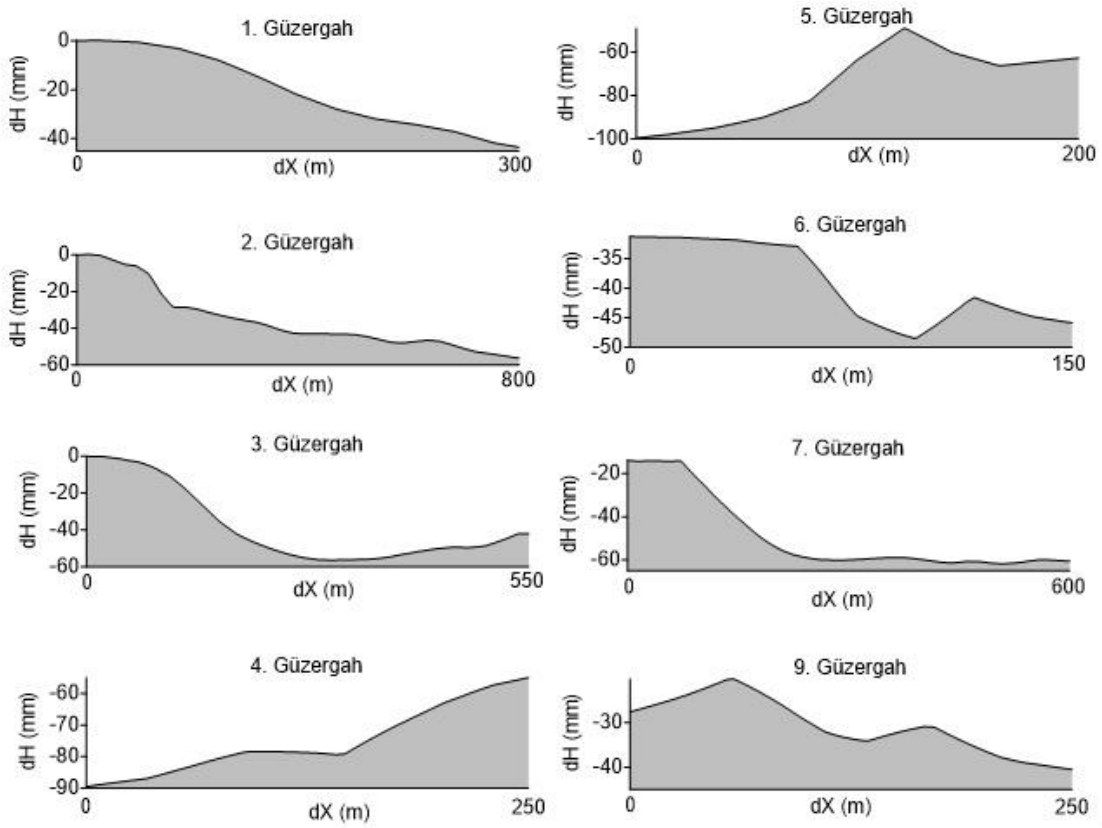 1. Güzergah
0
-20
-40
dH (mm)
0
dX (m)
300
2. Güzergah
0
-20
-40
-60
dH (mm)
0
dX (m)
800
3. Güzergah
0
-20
-40
-60
dH (mm)
0
dX (m)
550
4. Güzergah
-60
-70
-80
-90
dH (mm)
0
dX (m)
250
5. Güzergah
-60
-80
-100
dH (mm)
0
dX (m)
200
6. Güzergah
-35
-40
-45
-50
dH (mm)
0
dX (m)
150
7. Güzergah
-20
-40
-60
dH (mm)
0
dX (m)
600
9. Güzergah
-30
-40
dH (mm)
0
dX (m)
250